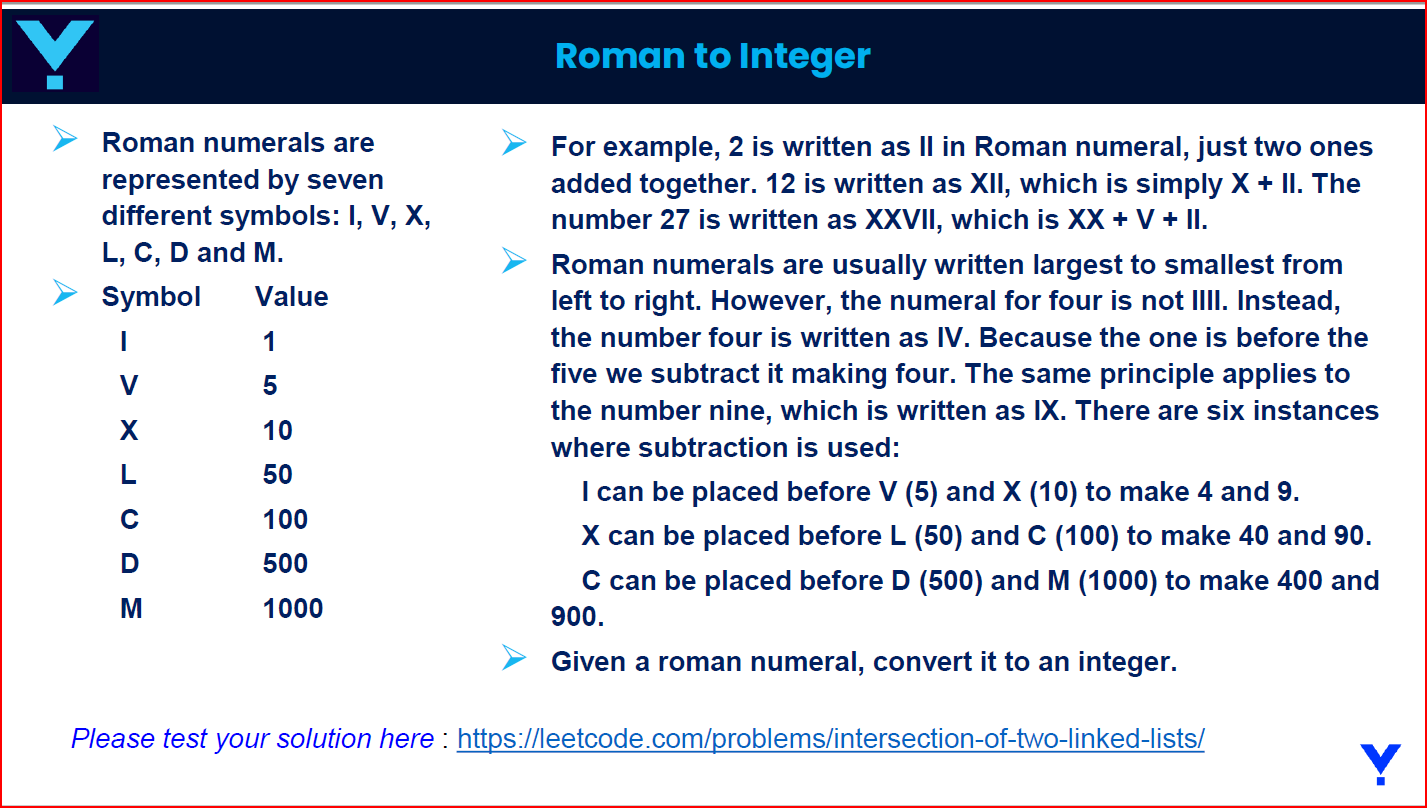 Roman to Integer
Roman numerals are
represented by seven
different symbols: I, V, X,
L, C, D and M.
Symbol Value
I 1
V 5
X 10
L 50
C 100
D 500
M 1000
For example, 2 is written as II in Roman numeral, just two ones
added together. 12 is written as XII, which is simply X + II. The
number 27 is written as XXVII, which is XX + V + II.
Roman numerals are usually written largest to smallest from
left to right. However, the numeral for four is not IIII. Instead,
the number four is written as IV. Because the one is before the
five we subtract it making four. The same principle applies to
the number nine, which is written as IX. There are six instances
where subtraction is used:
I can be placed before V (5) and X (10) to make 4 and 9.
X can be placed before L (50) and C (100) to make 40 and 90.
C can be placed before D (500) and M (1000) to make 400 and
900.
Given a roman numeral, convert it to an integer.
Please test your solution here : https://leetcode.com/problems/intersection-of-two-linked-lists/